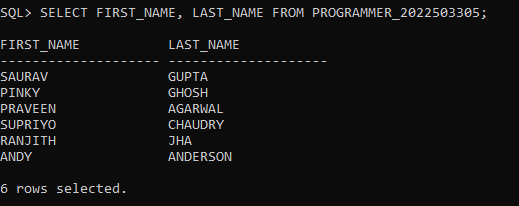 SQL> SELECT FIRST_NAME, LAST_NAME FROM PROGRAMMER_2022503305;
FIRST_NAME           LAST_NAME
-------------------- --------------------
SAURAV               GUPTA
PINKY                GHOSH
PRAVEEN              AGARWAL
SUPRIYO              CHAUDRY
RANJITH              JHA
ANDY                 ANDERSON
6 rows selected.